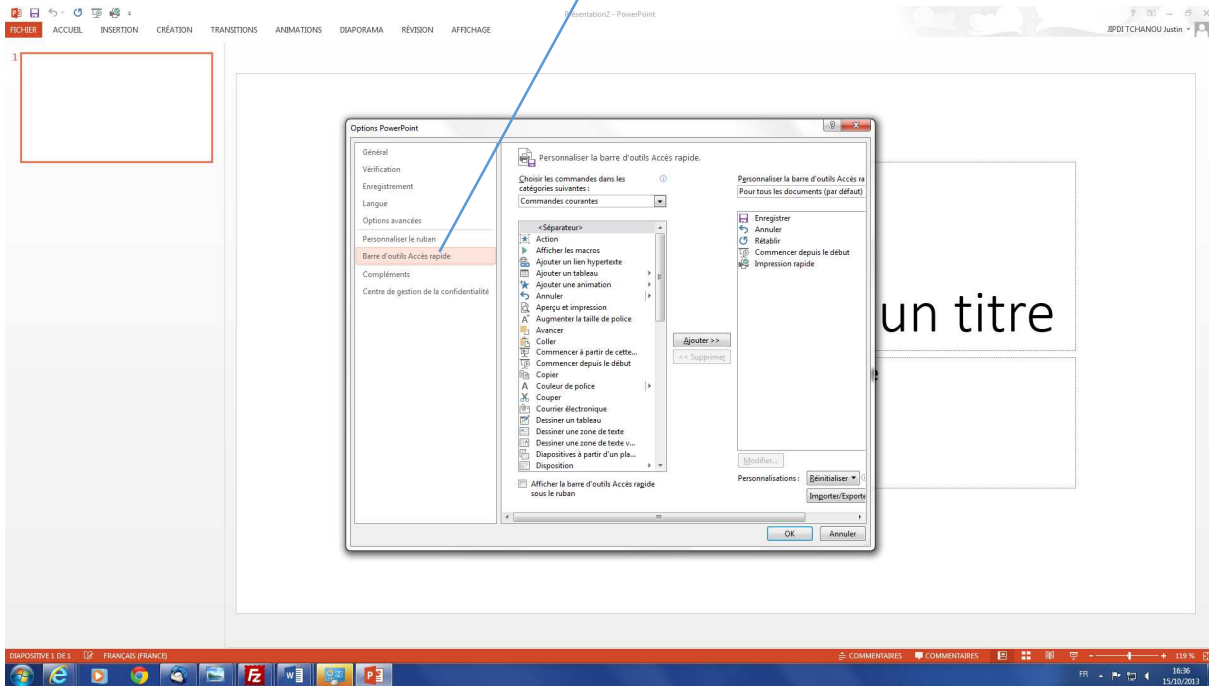 Présentation2 - PowerPoint
FICHIER ACCUEIL INSERTION CRÉATION TRANSITIONS ANIMATIONS DIAPORAMA RÉVISION AFFICHAGE
JIPDI TCHANOU Justin
1
Options PowerPoint
Général
Vérification
Enregistrement
Langue
Options avancées
Personnaliser le ruban
Barre d'outils Accès rapide
Compléments
Centre de gestion de la confidentialité
Personnaliser la barre d'outils Accès rapide.
Choisir les commandes dans les
catégories suivantes :
Commandes courantes
<Séparateur>
Action
Afficher les macros
Ajouter un lien hypertexte
Ajouter un tableau
Ajouter une animation
Annuler
Aperçu et impression
Augmenter la taille de police
Avancer
Coller
Commencer à partir de cette...
Commencer depuis le début
Copier
Couleur de police
Couper
Courrier électronique
Dessiner un tableau
Dessiner une zone de texte
Dessiner une zone de texte v...
Diapositives à partir d'un pla...
Disposition
Afficher la barre d'outils Accès rapide
sous le ruban
Ajouter >>
<< Supprimer
Personnaliser la barre d'outils Accès ra
Pour tous les documents (par défaut)
Enregistrer
Annuler
Rétablir
Commencer depuis le début
Impression rapide
Modifier...
Personnalisations : Réinitialiser
Importer/Exporte
OK Annuler
un titre
DIAPOSITIVE 1 DE 1 FRANÇAIS (FRANCE) COMMENTAIRES COMMENTAIRES 119 %
FR 16:36
15/10/2013